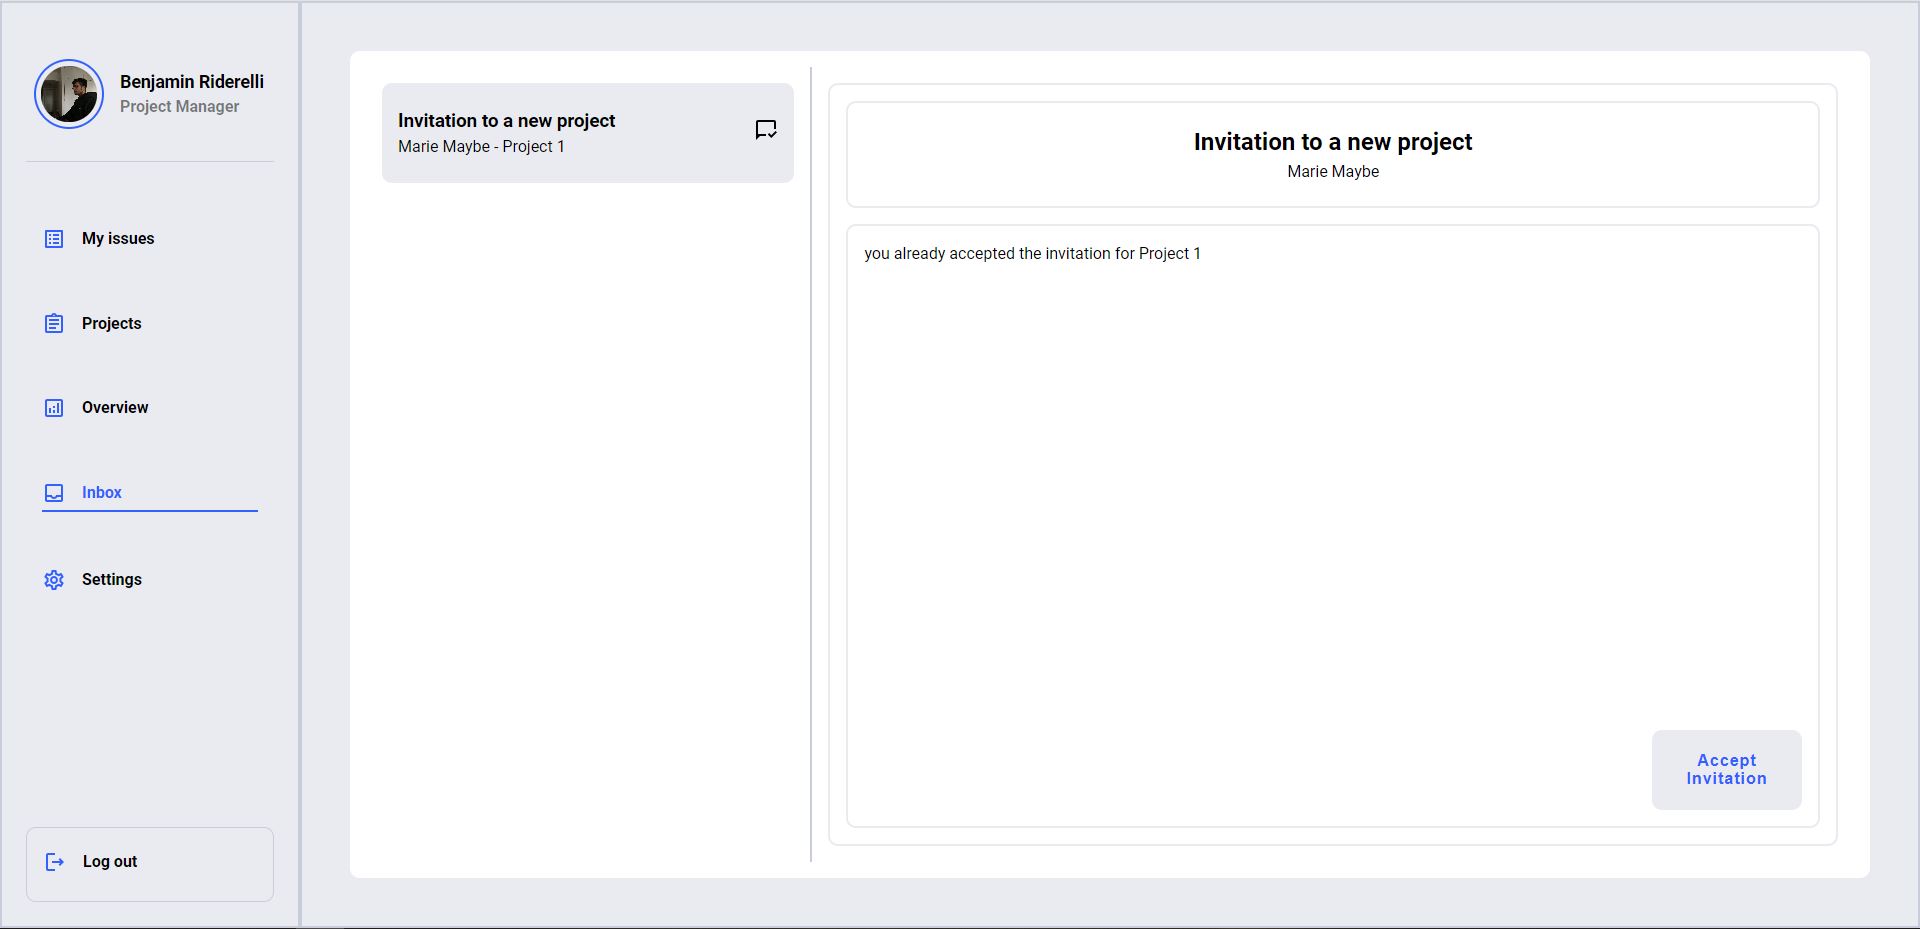 Benjamin Riderelli
Project Manager
My issues
Projects
Overview
Inbox
Settings
Log out
Invitation to a new project
Marie Maybe - Project 1
Invitation to a new project
Marie Maybe
you already accepted the invitation for Project 1
Accept
Invitation